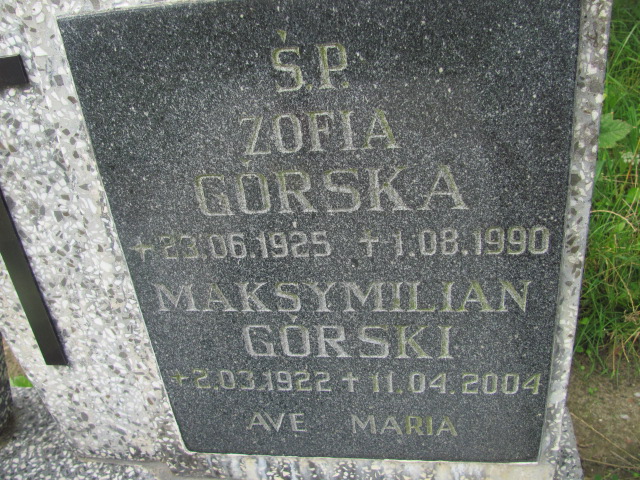 Ś.P.
ZOFIA
GÓRSKA
+23.06.1925 +1.08.1990
MAKSYMILIAN
GÓRSKI
+2.03.1922 +11.04.2004
AVE MARIA